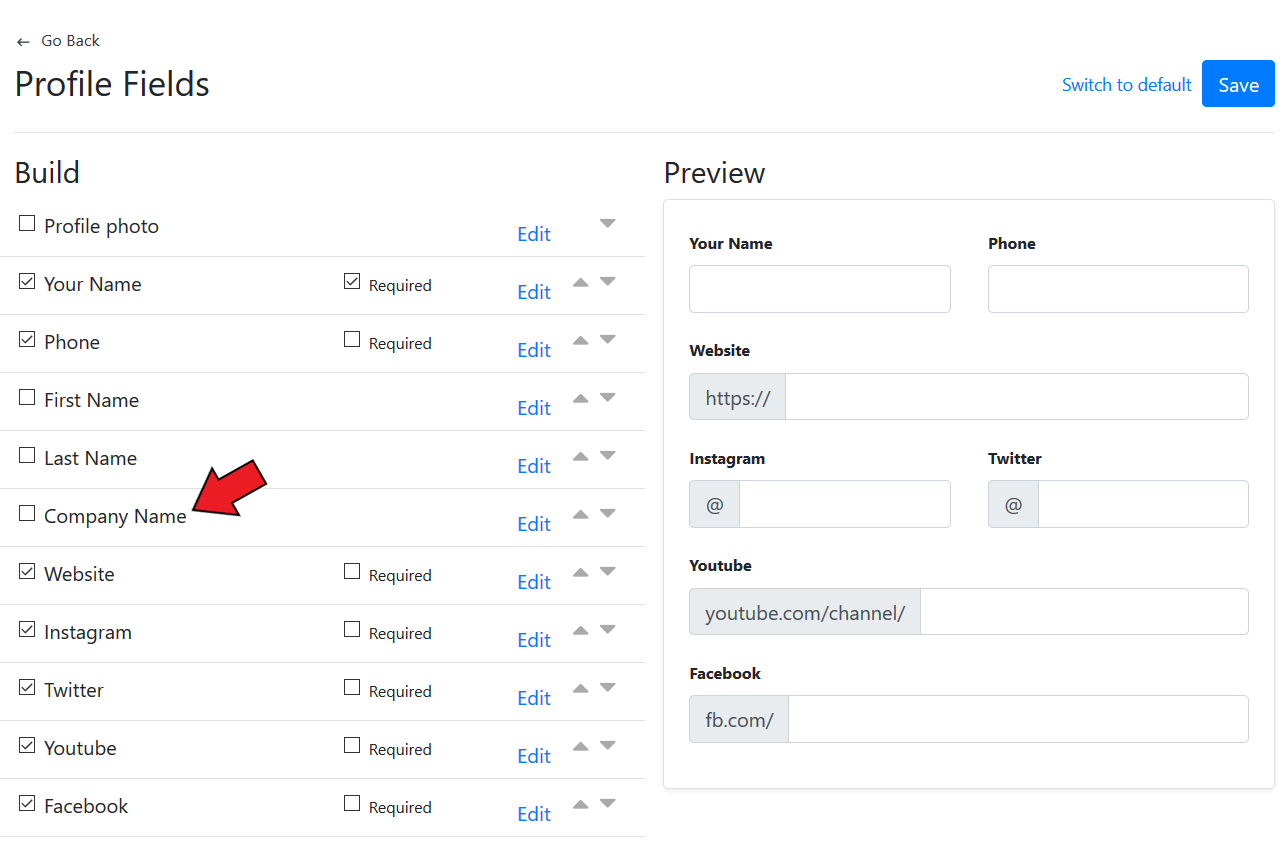 ← Go Back
Profile Fields
Switch to default
Save
Build
Profile photo Edit
Your Name Required Edit
Phone Required Edit
First Name Edit
Last Name Edit
Company Name Edit
Website Required Edit
Instagram Required Edit
Twitter Required Edit
Youtube Required Edit
Facebook Required Edit
Preview
Your Name Phone
Website
https://
Instagram Twitter
@ @
Youtube
youtube.com/channel/
Facebook
fb.com/